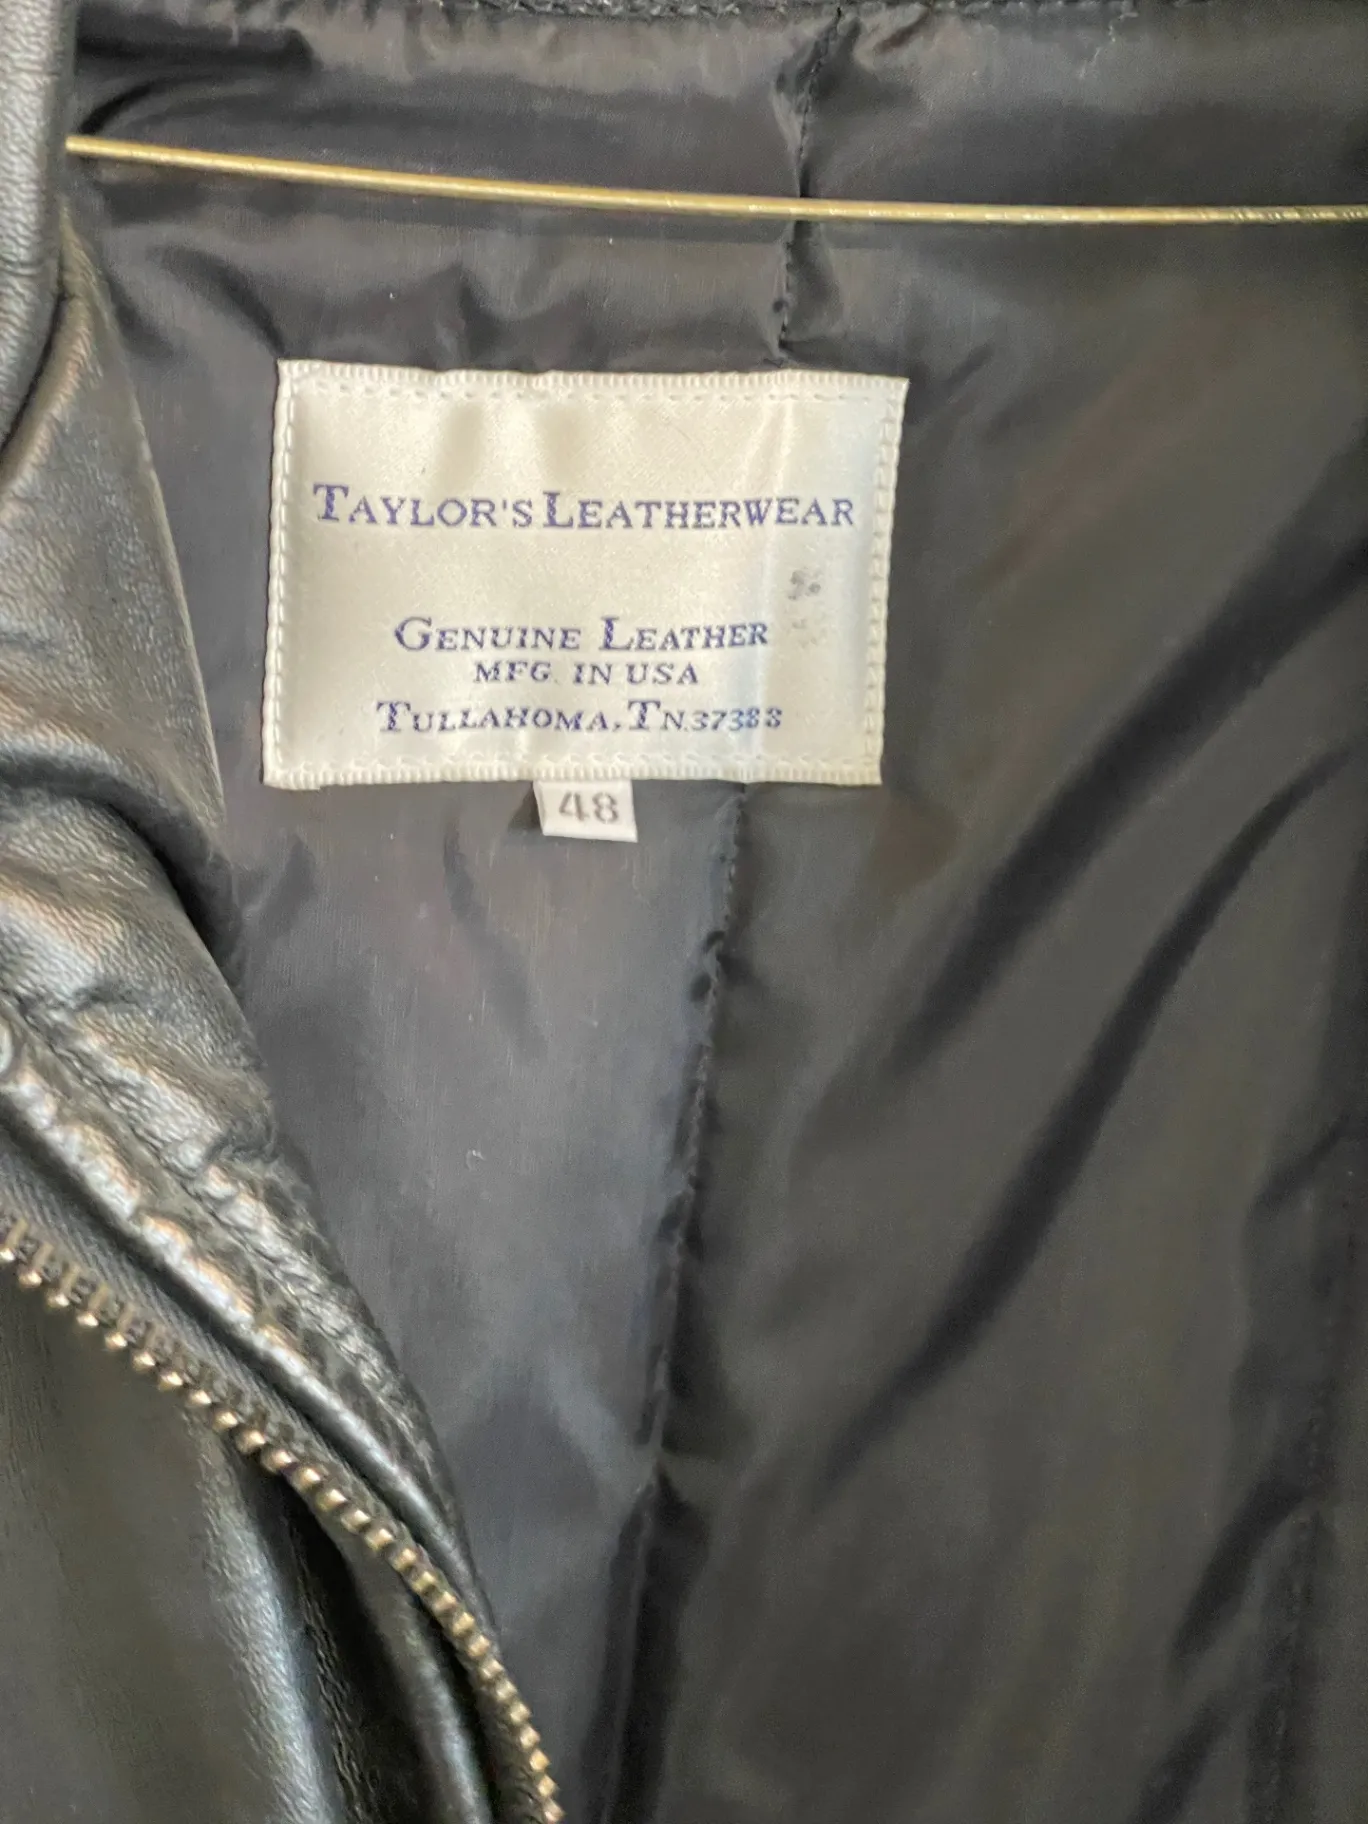 TAYLOR'S LEATHERWEAR
GENUINE LEATHER
MFG. IN USA
TULLAHOMA, TN.37388
48